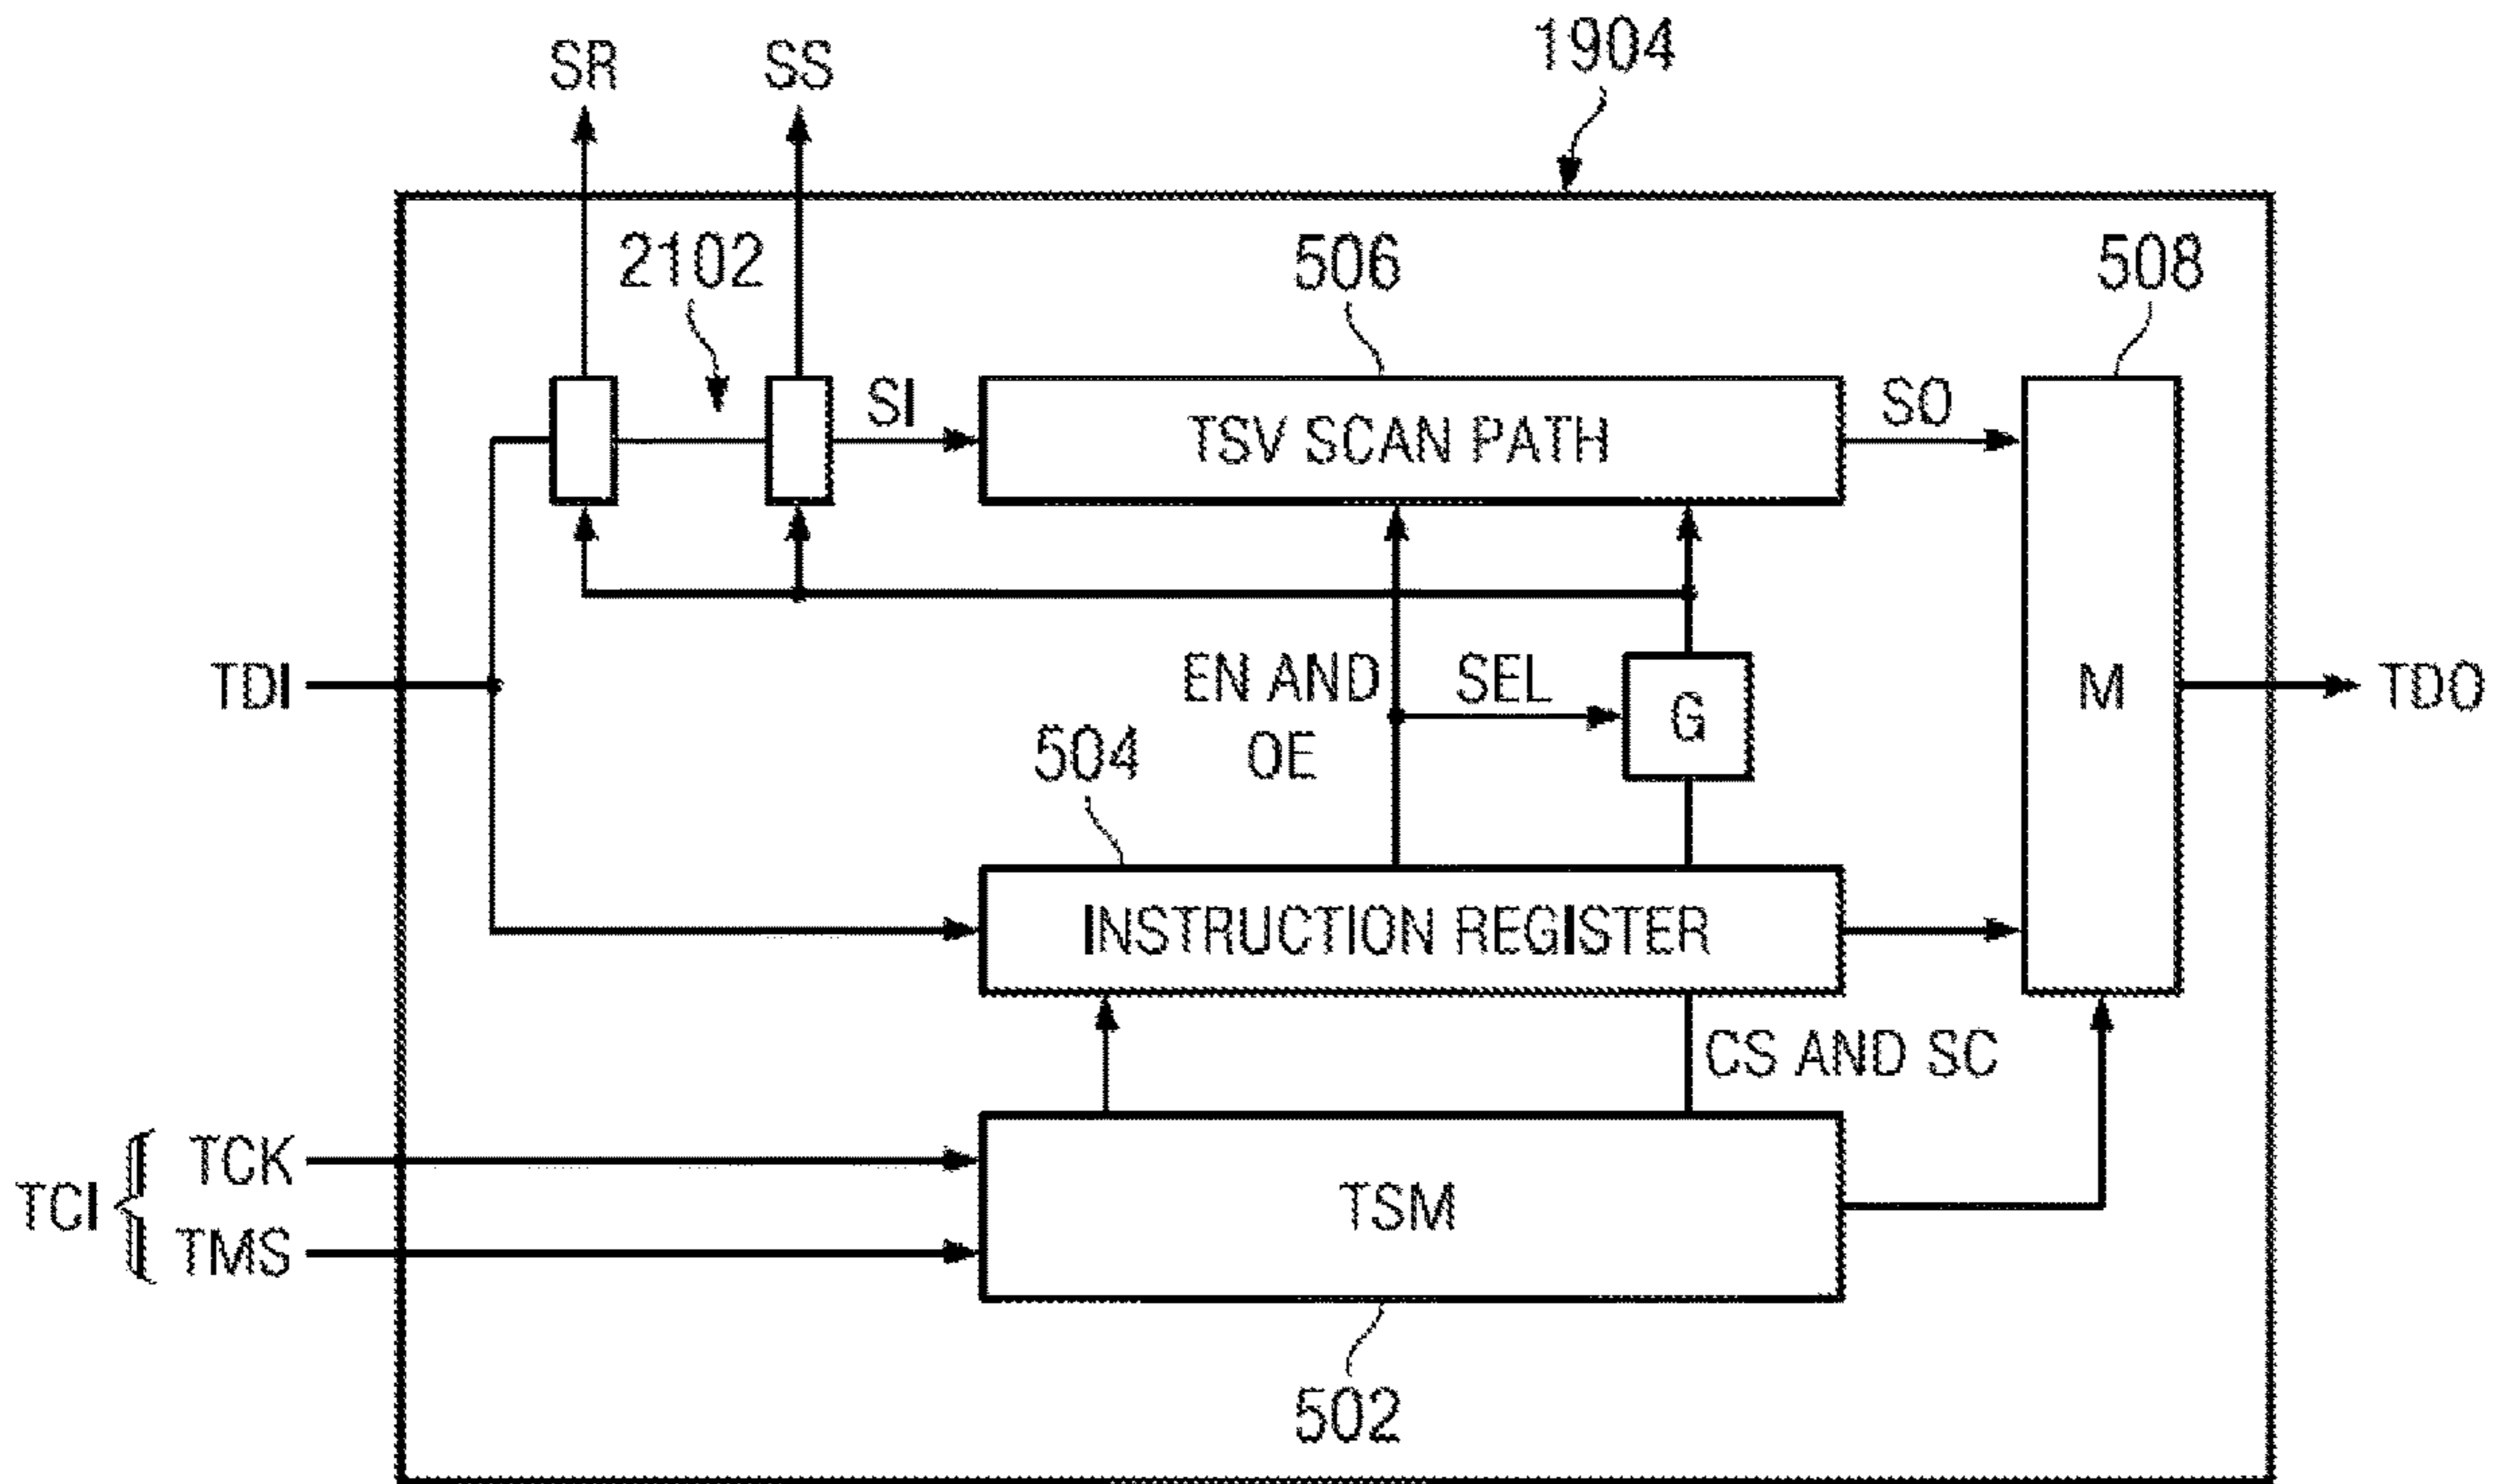 SR
SS
1904
2102
506
508
SI
TSV SCAN PATH
SO
TDI
EN AND
OE
SEL
G
M
TDO
504
INSTRUCTION REGISTER
CS AND SC
TCI
TCK
TMS
TSM
502